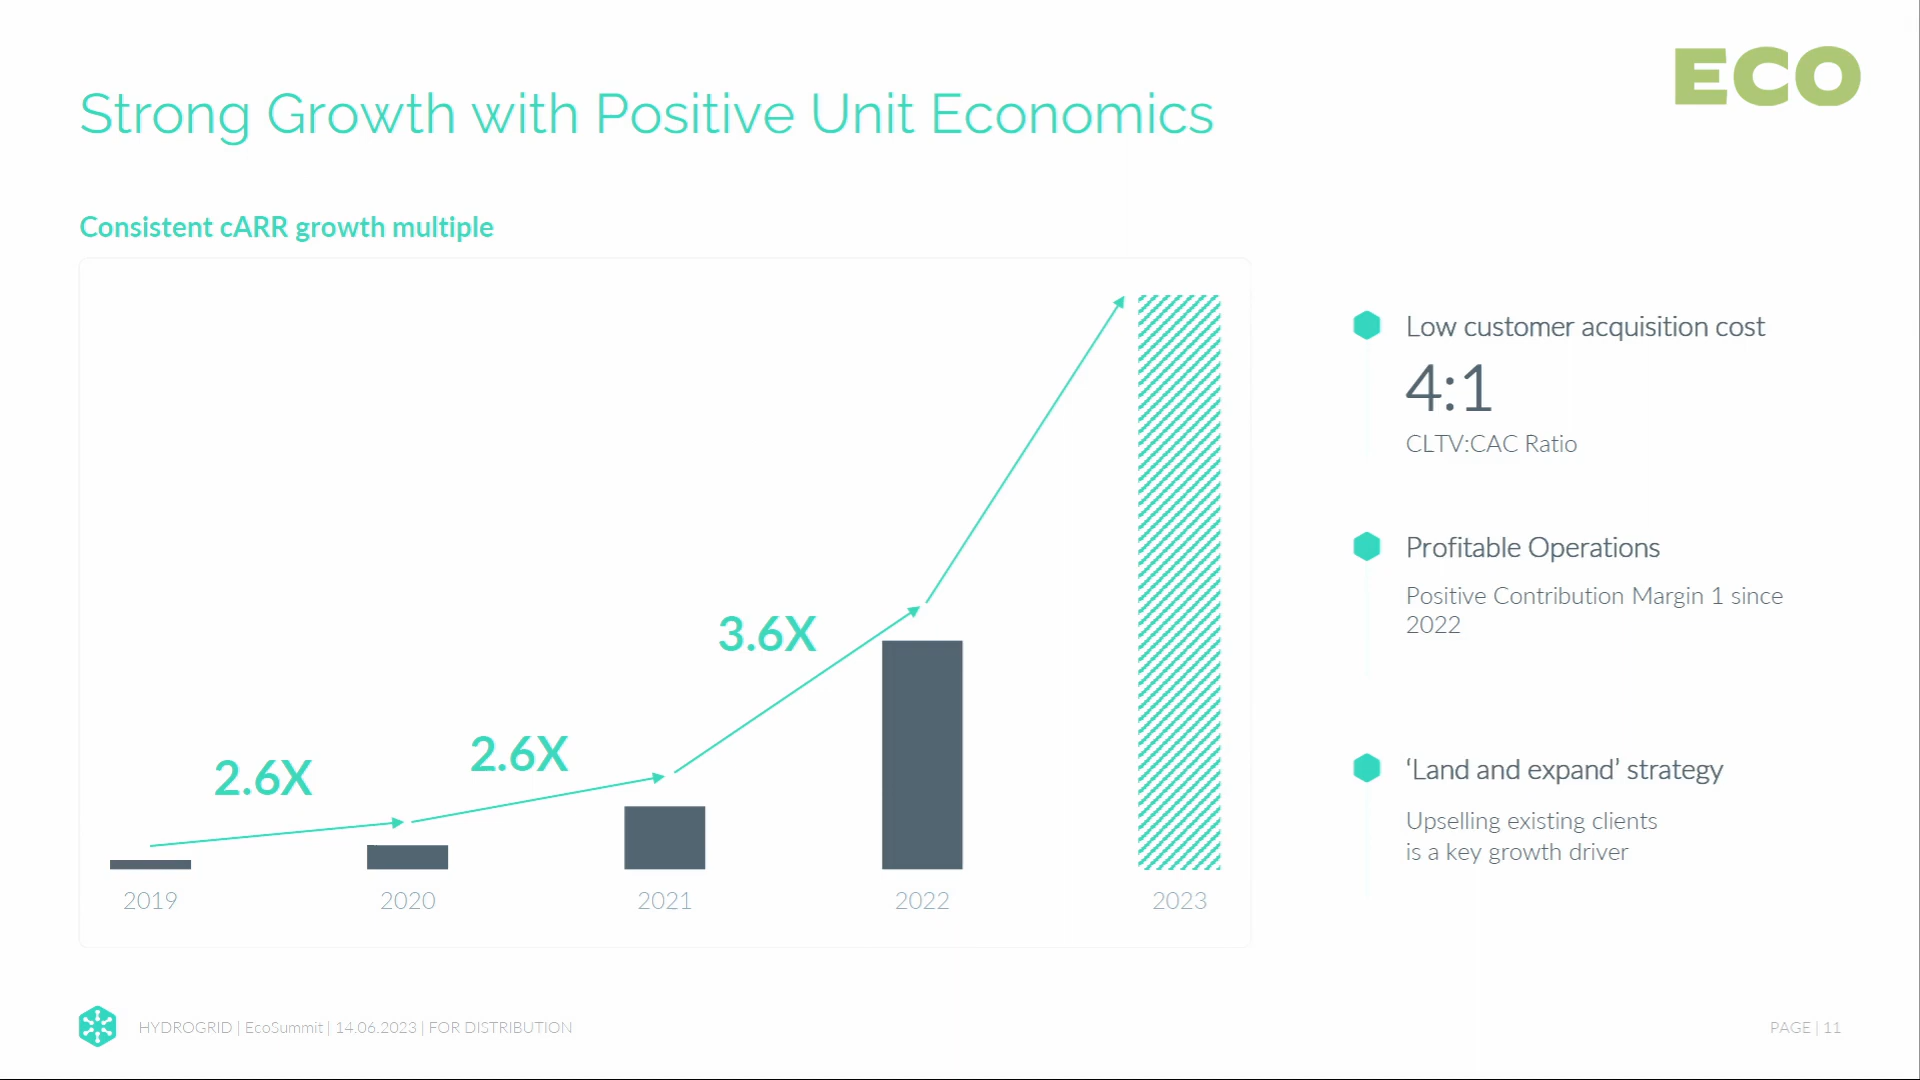 ECO
Strong Growth with Positive Unit Economics
Consistent cARR growth multiple
2.6X
2.6X
3.6X
2019
2020
2021
2022
2023
Low customer acquisition cost
4:1
CLTV:CAC Ratio
Profitable Operations
Positive Contribution Margin 1 since
2022
‘Land and expand’ strategy
Upselling existing clients
is a key growth driver
HYDROGRID | EcoSummit | 14.06.2023 | FOR DISTRIBUTION
PAGE | 11